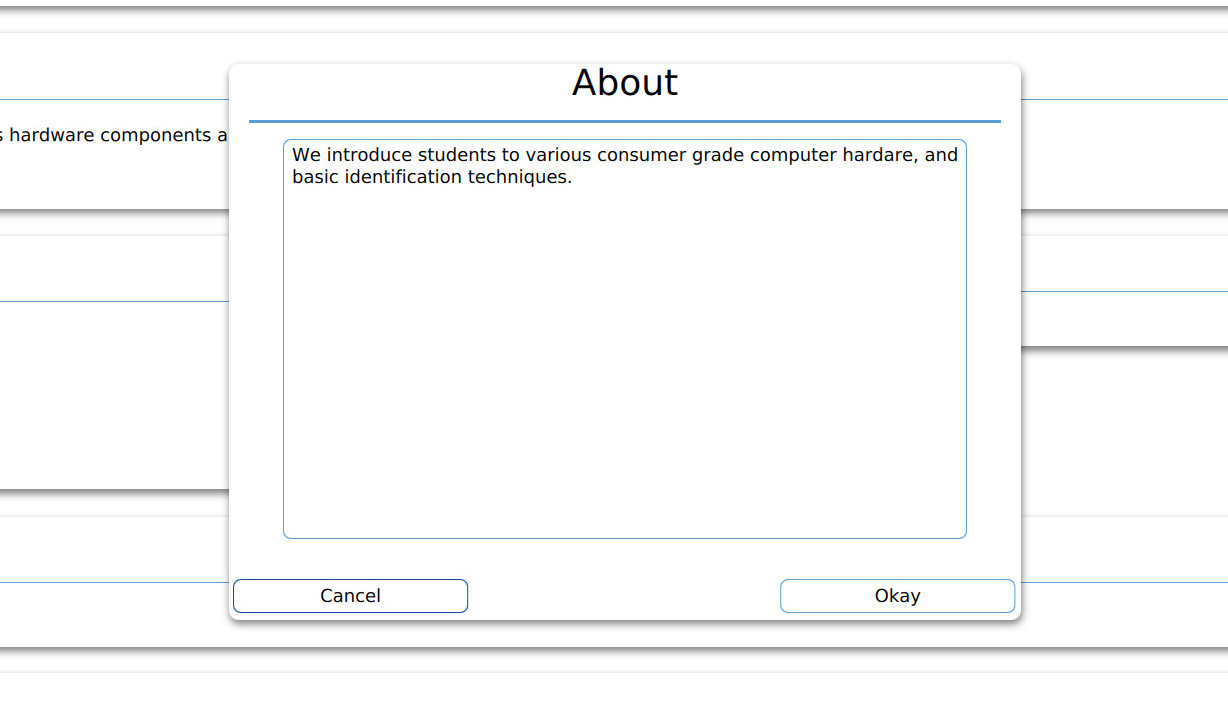 About
s hardware components a
We introduce students to various consumer grade computer hardare, and
basic identification techniques.
Cancel
Okay